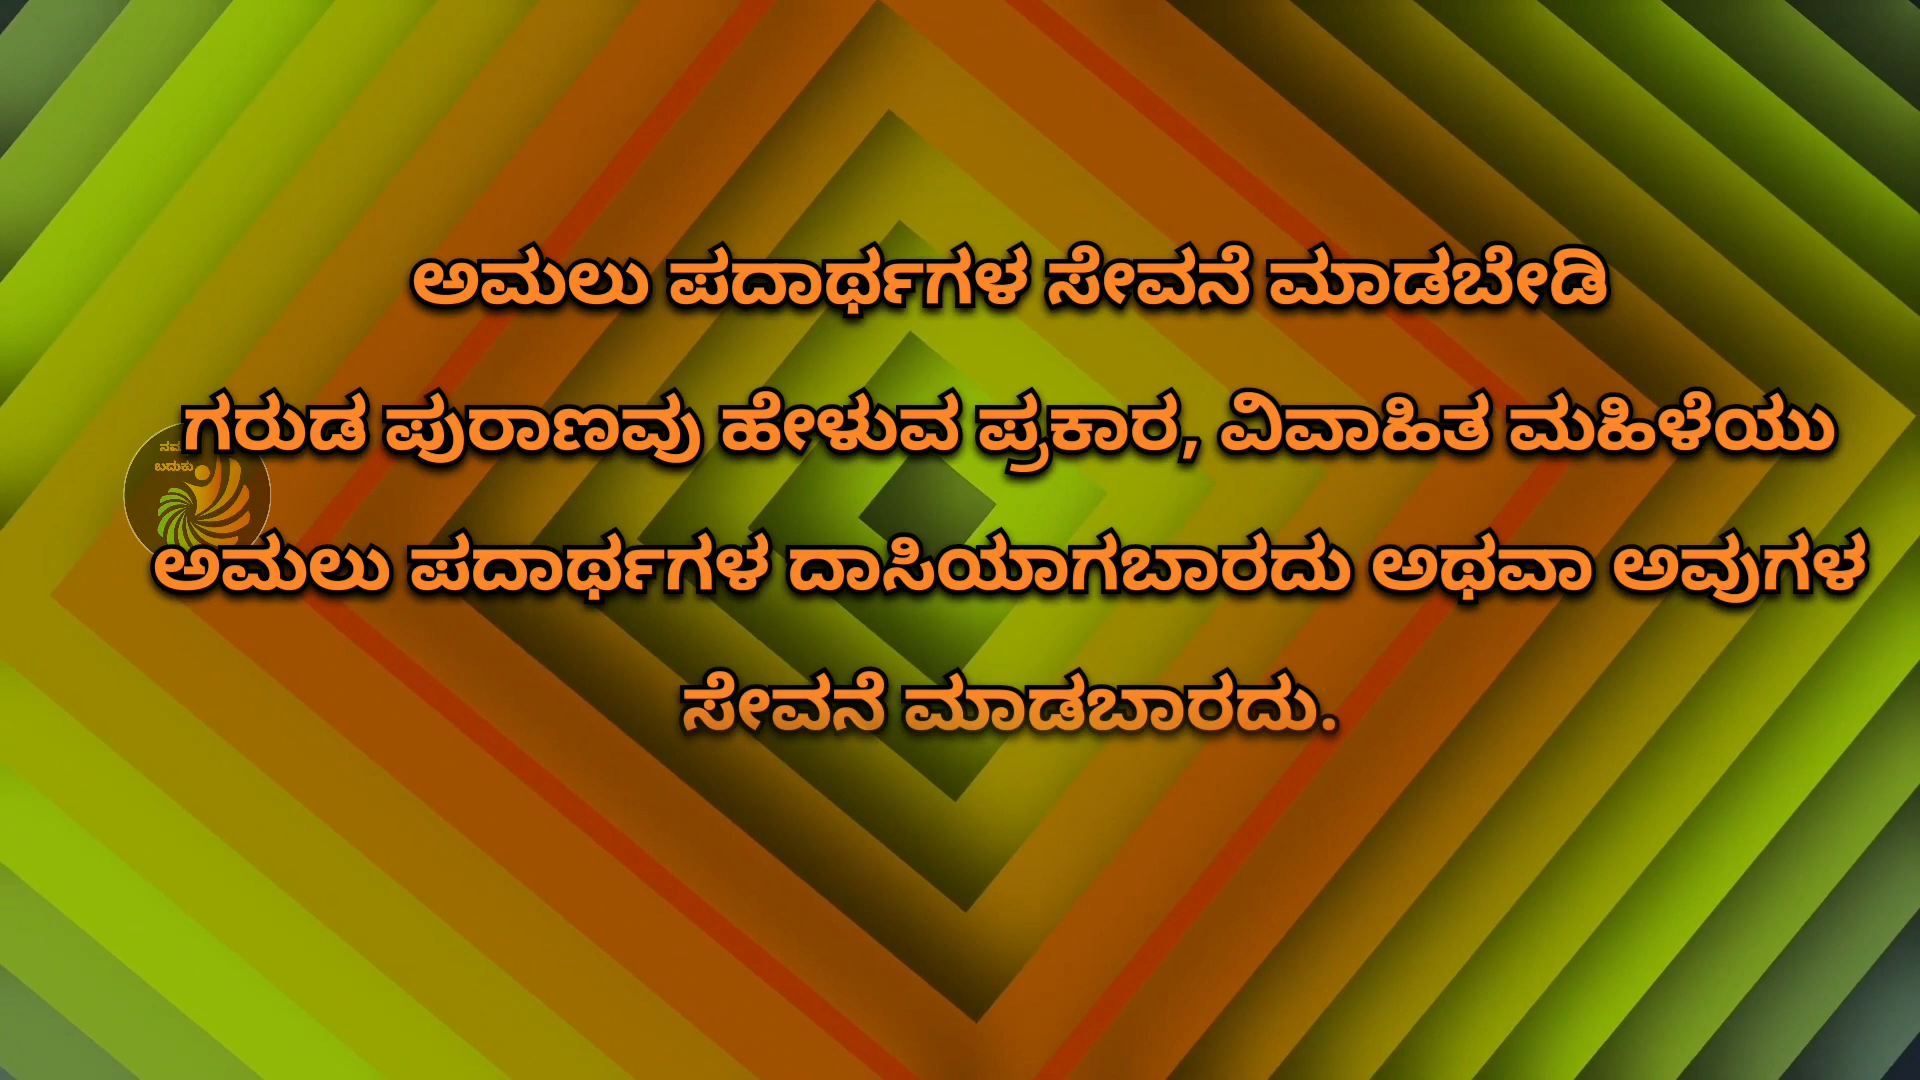 ಅಮಲು ಪದಾರ್ಥಗಳ ಸೇವನೆ ಮಾಡಬೇಡಿ
ಗರುಡ ಪುರಾಣವು ಹೇಳುವ ಪ್ರಕಾರ, ವಿವಾಹಿತ ಮಹಿಳೆಯು
ಅಮಲು ಪದಾರ್ಥಗಳ ದಾಸಿಯಾಗಬಾರದು ಅಥವಾ ಅವುಗಳ
ಸೇವನೆ ಮಾಡಬಾರದು.
ಬದುಕು